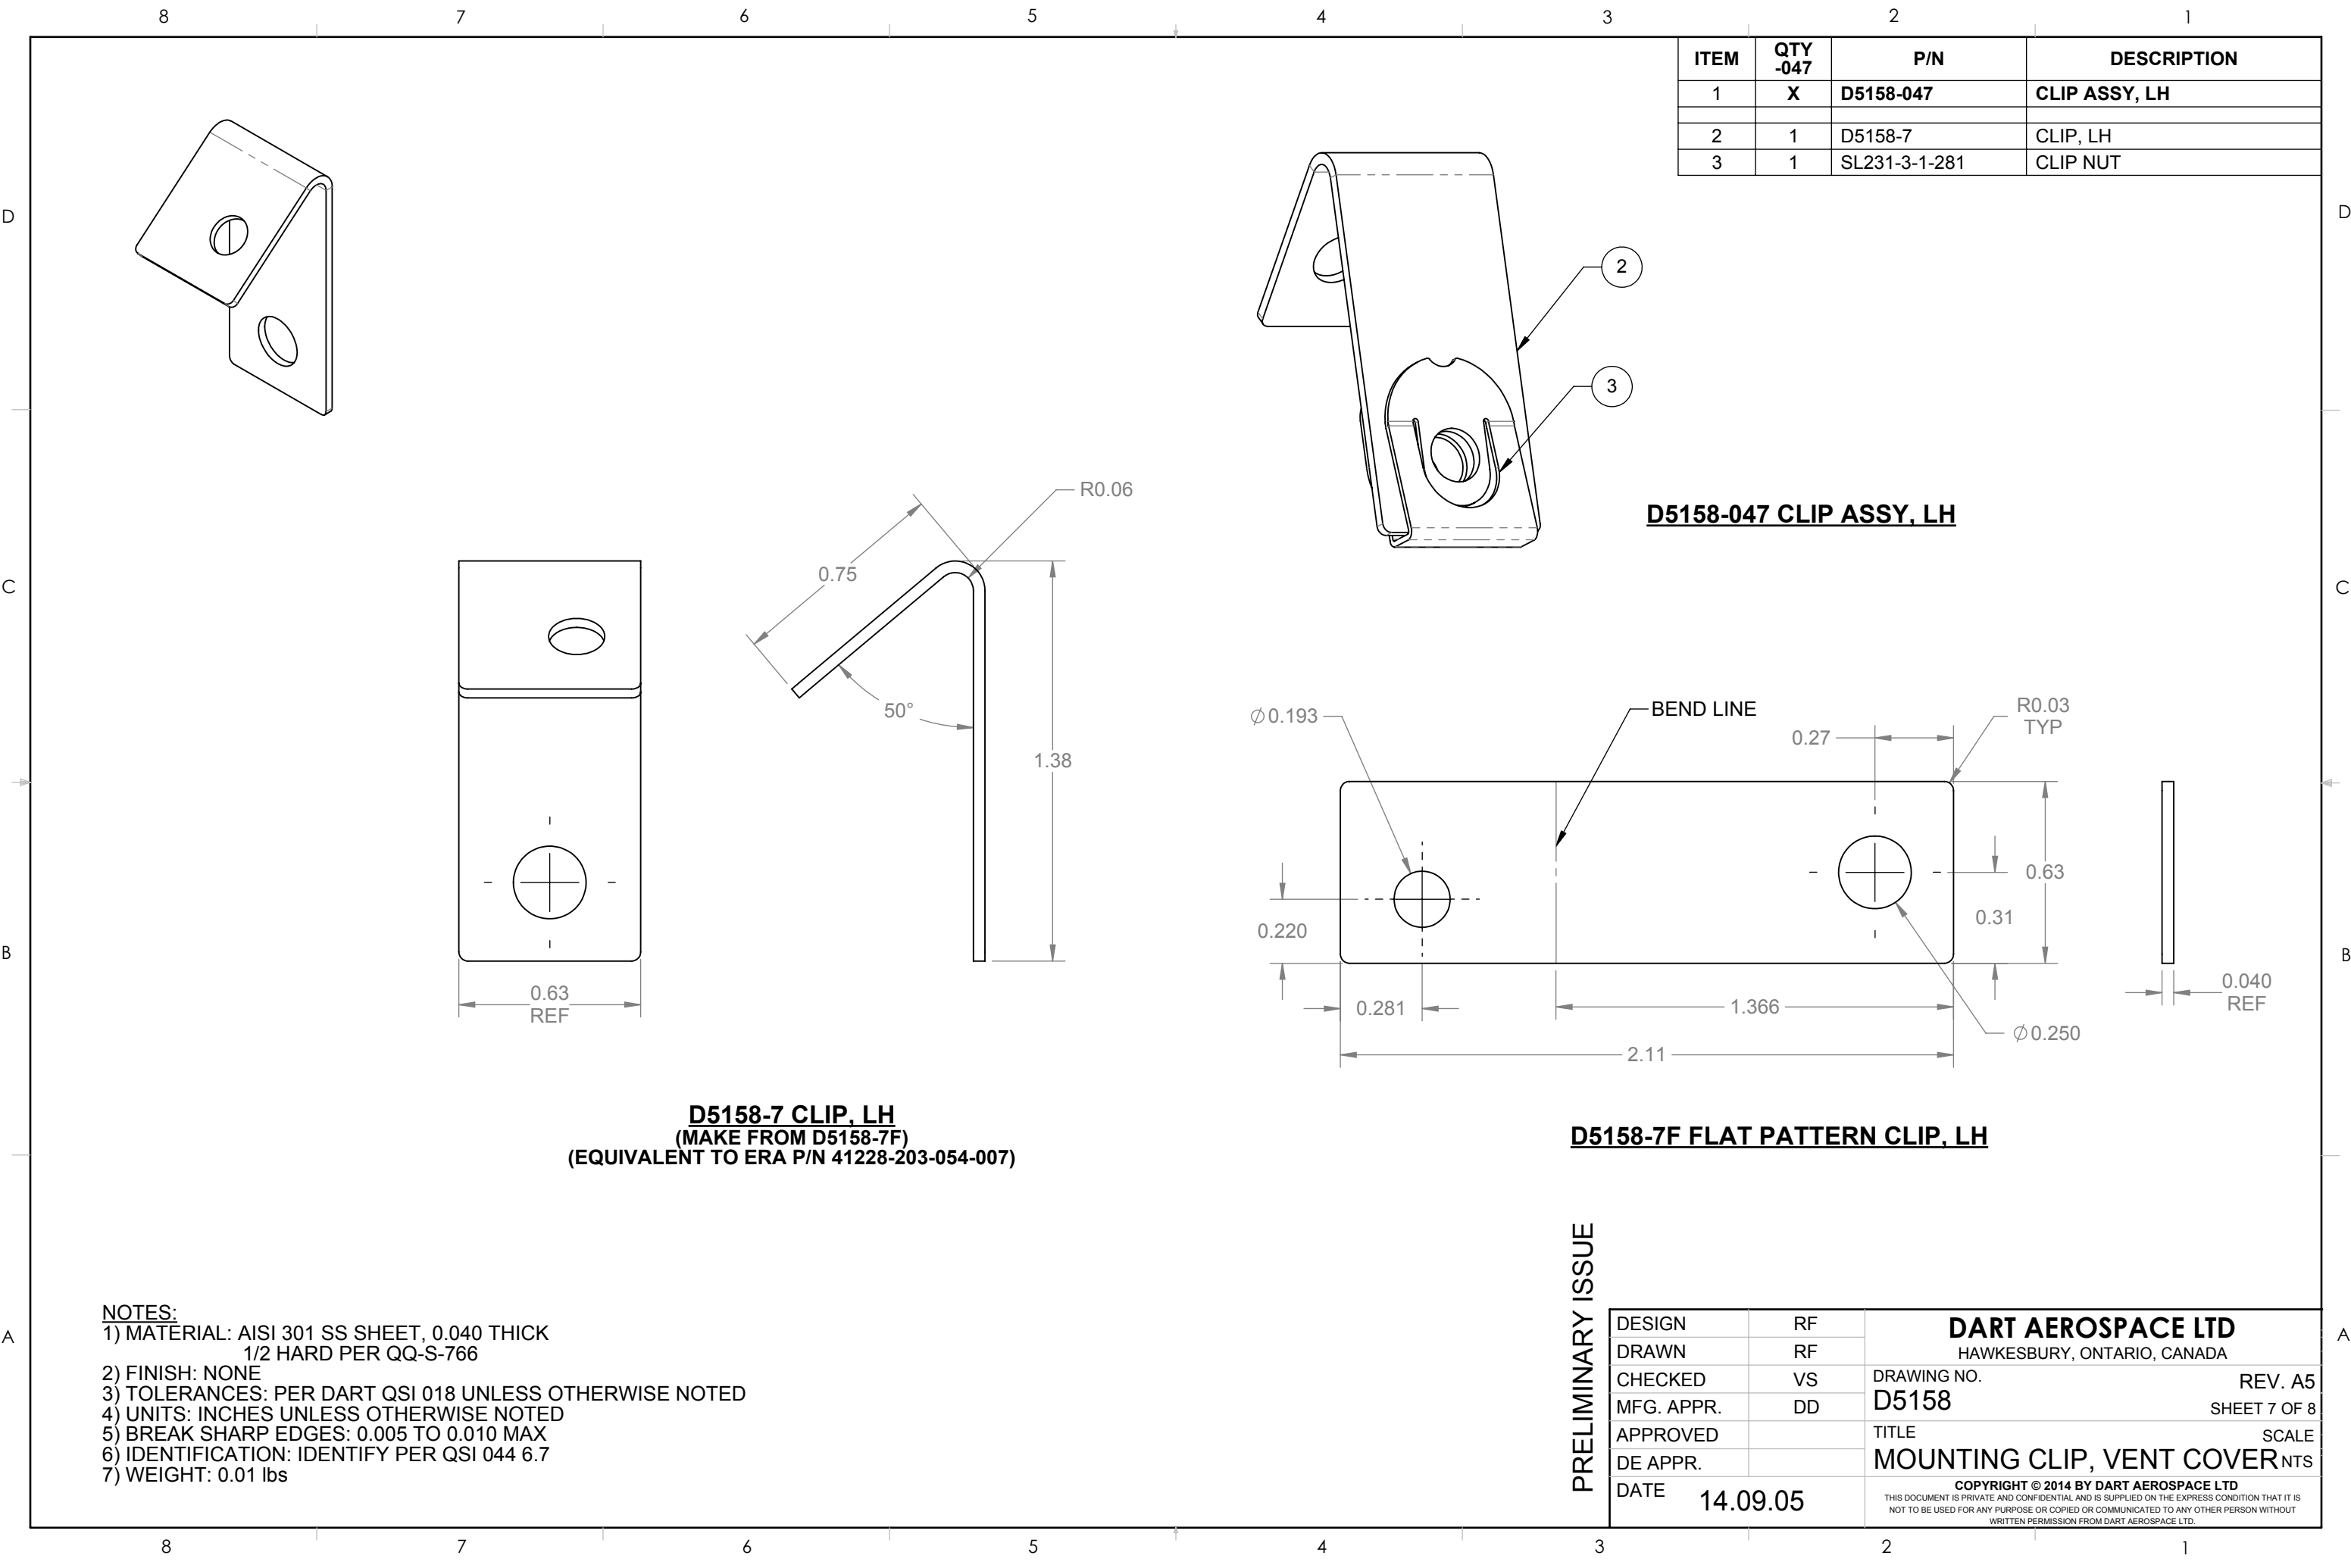 8 7 6 5 4 3 2 1
ITEM QTY -047 P/N DESCRIPTION
1 X D5158-047 CLIP ASSY, LH
2 1 D5158-7 CLIP, LH
3 1 SL231-3-1-281 CLIP NUT
D
D
2
3
D5158-047 CLIP ASSY, LH
R0.06
0.75
50°
1.38
C
C
0.63
REF
B
B
BEND LINE
Ø0.193
0.27
R0.03
TYP
0.63
0.31
0.220
0.281
1.366
2.11
Ø0.250
0.040
REF
D5158-7 CLIP, LH
(MAKE FROM D5158-7F)
(EQUIVALENT TO ERA P/N 41228-203-054-007)
D5158-7F FLAT PATTERN CLIP, LH
NOTES:
1) MATERIAL: AISI 301 SS SHEET, 0.040 THICK
1/2 HARD PER QQ-S-766
2) FINISH: NONE
3) TOLERANCES: PER DART QSI 018 UNLESS OTHERWISE NOTED
4) UNITS: INCHES UNLESS OTHERWISE NOTED
5) BREAK SHARP EDGES: 0.005 TO 0.010 MAX
6) IDENTIFICATION: IDENTIFY PER QSI 044 6.7
7) WEIGHT: 0.01 lbs
A
A
PRELIMINARY ISSUE
DESIGN RF
DRAWN RF
CHECKED VS
MFG. APPR. DD
APPROVED
DE APPR.
DATE 14.09.05
DART AEROSPACE LTD
HAWKESBURY, ONTARIO, CANADA
DRAWING NO. REV. A5
D5158 SHEET 7 OF 8
TITLE SCALE
MOUNTING CLIP, VENT COVER NTS
COPYRIGHT © 2014 BY DART AEROSPACE LTD
THIS DOCUMENT IS PRIVATE AND CONFIDENTIAL AND IS SUPPLIED ON THE EXPRESS CONDITION THAT IT IS
NOT TO BE USED FOR ANY PURPOSE OR COPIED OR COMMUNICATED TO ANY OTHER PERSON WITHOUT
WRITTEN PERMISSION FROM DART AEROSPACE LTD.
8 7 6 5 4 3 2 1